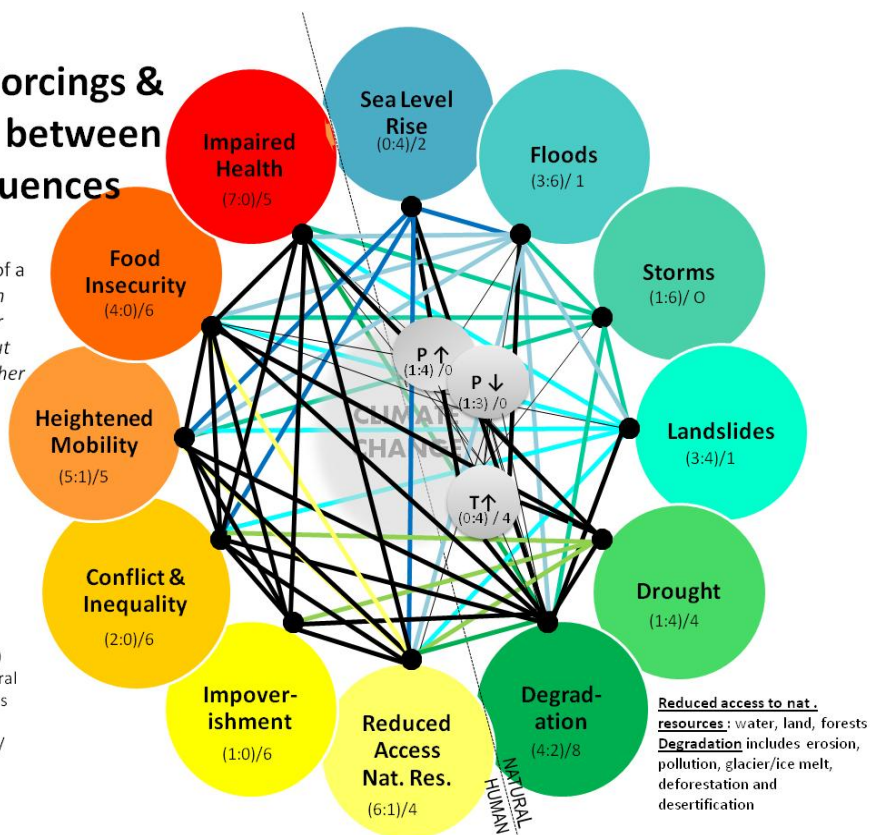 orcings &
between
uences
of a
n
r
ut
her
)
ral
s
/
Sea Level
Rise
(0:4)/2
Floods
(3:6)/ 1
Storms
(1:6)/ O
Landslides
(3:4)/1
Drought
(1:4)/4
Degrad-
ation
(4:2)/8
Reduced
Access
Nat. Res.
(6:1)/4
Impover-
ishment
(1:0)/6
Conflict &
Inequality
(2:0)/6
Heightened
Mobility
(5:1)/5
Food
Insecurity
(4:0)/6
Impaired
Health
(7:0)/5
P ↑
(1:4) /0
P ↓
(1:3) /0
T↑
(0:4) / 4
CLIMATE
CHANGE
NATURAL
HUMAN
Reduced access to nat .
resources : water, land, forests
Degradation includes erosion,
pollution, glacier/ice melt,
deforestation and
desertification